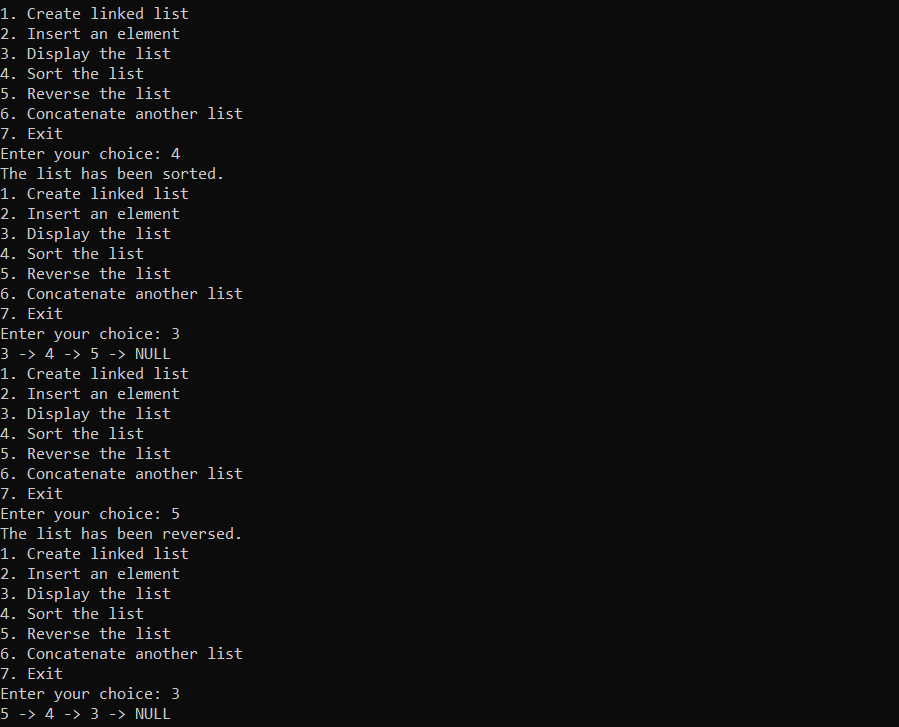 1. Create linked list
2. Insert an element
3. Display the list
4. Sort the list
5. Reverse the list
6. Concatenate another list
7. Exit
Enter your choice: 4
The list has been sorted.
1. Create linked list
2. Insert an element
3. Display the list
4. Sort the list
5. Reverse the list
6. Concatenate another list
7. Exit
Enter your choice: 3
3 -> 4 -> 5 -> NULL
1. Create linked list
2. Insert an element
3. Display the list
4. Sort the list
5. Reverse the list
6. Concatenate another list
7. Exit
Enter your choice: 5
The list has been reversed.
1. Create linked list
2. Insert an element
3. Display the list
4. Sort the list
5. Reverse the list
6. Concatenate another list
7. Exit
Enter your choice: 3
5 -> 4 -> 3 -> NULL